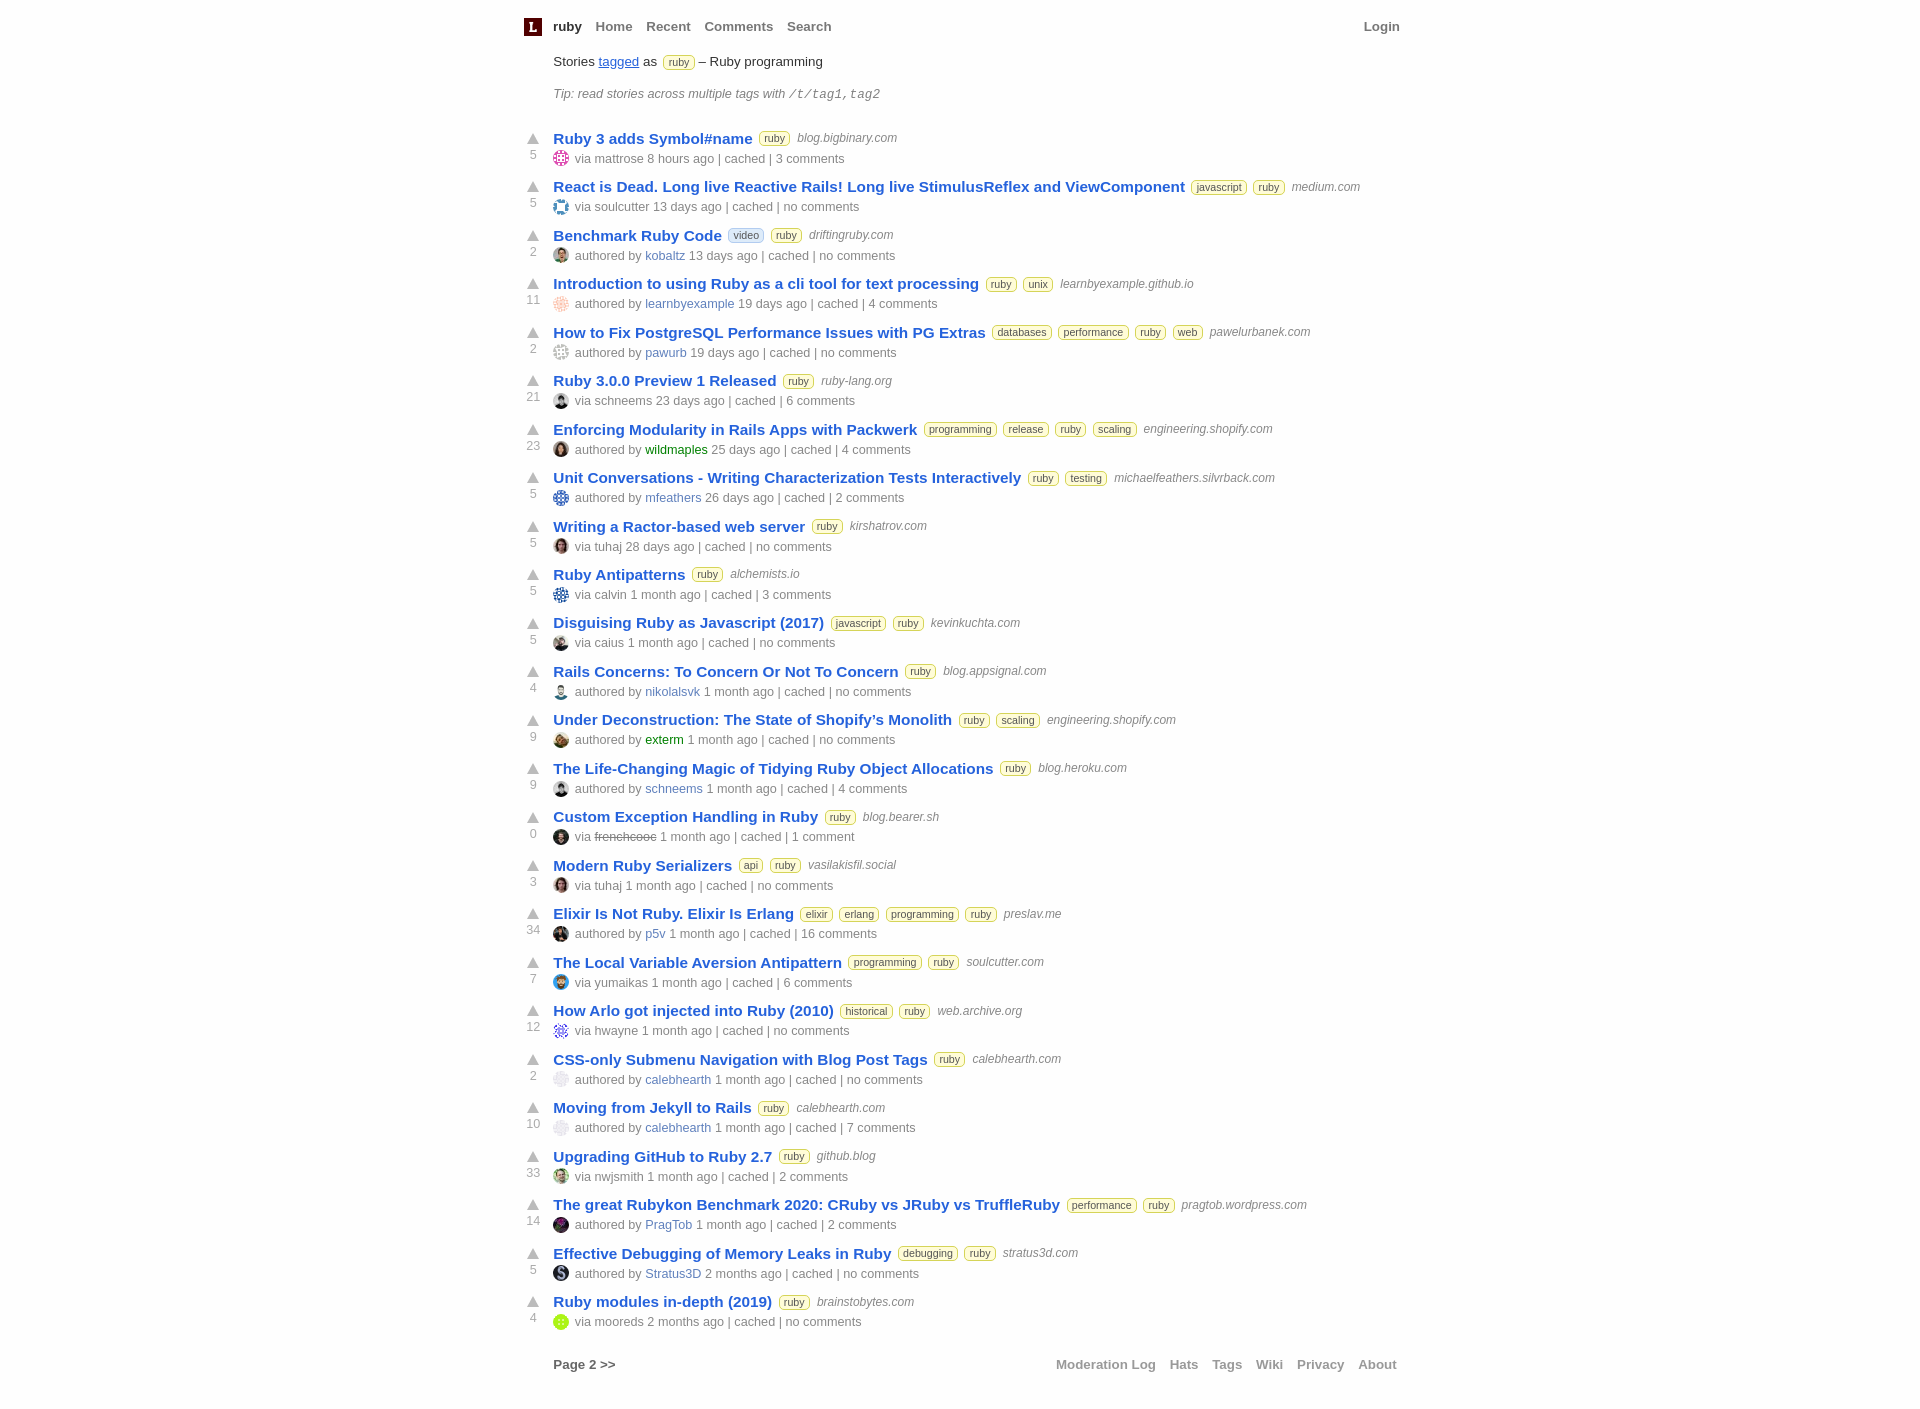 L ruby Home Recent Comments Search Login
Stories tagged as ruby – Ruby programming
Tip: read stories across multiple tags with /t/tag1,tag2
Ruby 3 adds Symbol#name ruby blog.bigbinary.com
5 via mattrose 8 hours ago | cached | 3 comments
React is Dead. Long live Reactive Rails! Long live StimulusReflex and ViewComponent javascript ruby medium.com
5 via soulcutter 13 days ago | cached | no comments
Benchmark Ruby Code video ruby driftingruby.com
2 authored by kobaltz 13 days ago | cached | no comments
Introduction to using Ruby as a cli tool for text processing ruby unix learnbyexample.github.io
11 authored by learnbyexample 19 days ago | cached | 4 comments
How to Fix PostgreSQL Performance Issues with PG Extras databases performance ruby web pawelurbanek.com
2 authored by pawurb 19 days ago | cached | no comments
Ruby 3.0.0 Preview 1 Released ruby ruby-lang.org
21 via schneems 23 days ago | cached | 6 comments
Enforcing Modularity in Rails Apps with Packwerk programming release ruby scaling engineering.shopify.com
23 authored by wildmaples 25 days ago | cached | 4 comments
Unit Conversations - Writing Characterization Tests Interactively ruby testing michaelfeathers.silvrback.com
5 authored by mfeathers 26 days ago | cached | 2 comments
Writing a Ractor-based web server ruby kirshatrov.com
5 via tuhaj 28 days ago | cached | no comments
Ruby Antipatterns ruby alchemists.io
5 via calvin 1 month ago | cached | 3 comments
Disguising Ruby as Javascript (2017) javascript ruby kevinkuchta.com
5 via caius 1 month ago | cached | no comments
Rails Concerns: To Concern Or Not To Concern ruby blog.appsignal.com
4 authored by nikolalsvk 1 month ago | cached | no comments
Under Deconstruction: The State of Shopify’s Monolith ruby scaling engineering.shopify.com
9 authored by exterm 1 month ago | cached | no comments
The Life-Changing Magic of Tidying Ruby Object Allocations ruby blog.heroku.com
9 authored by schneems 1 month ago | cached | 4 comments
Custom Exception Handling in Ruby ruby blog.bearer.sh
0 via frenchcooc 1 month ago | cached | 1 comment
Modern Ruby Serializers api ruby vasilakisfil.social
3 via tuhaj 1 month ago | cached | no comments
Elixir Is Not Ruby. Elixir Is Erlang elixir erlang programming ruby preslav.me
34 authored by p5v 1 month ago | cached | 16 comments
The Local Variable Aversion Antipattern programming ruby soulcutter.com
7 via yumaikas 1 month ago | cached | 6 comments
How Arlo got injected into Ruby (2010) historical ruby web.archive.org
12 via hwayne 1 month ago | cached | no comments
CSS-only Submenu Navigation with Blog Post Tags ruby calebhearth.com
2 authored by calebhearth 1 month ago | cached | no comments
Moving from Jekyll to Rails ruby calebhearth.com
10 authored by calebhearth 1 month ago | cached | 7 comments
Upgrading GitHub to Ruby 2.7 ruby github.blog
33 via nwjsmith 1 month ago | cached | 2 comments
The great Rubykon Benchmark 2020: CRuby vs JRuby vs TruffleRuby performance ruby pragtob.wordpress.com
14 authored by PragTob 1 month ago | cached | 2 comments
Effective Debugging of Memory Leaks in Ruby debugging ruby stratus3d.com
5 authored by Stratus3D 2 months ago | cached | no comments
Ruby modules in-depth (2019) ruby brainstobytes.com
4 via mooreds 2 months ago | cached | no comments
Page 2 >> Moderation Log Hats Tags Wiki Privacy About